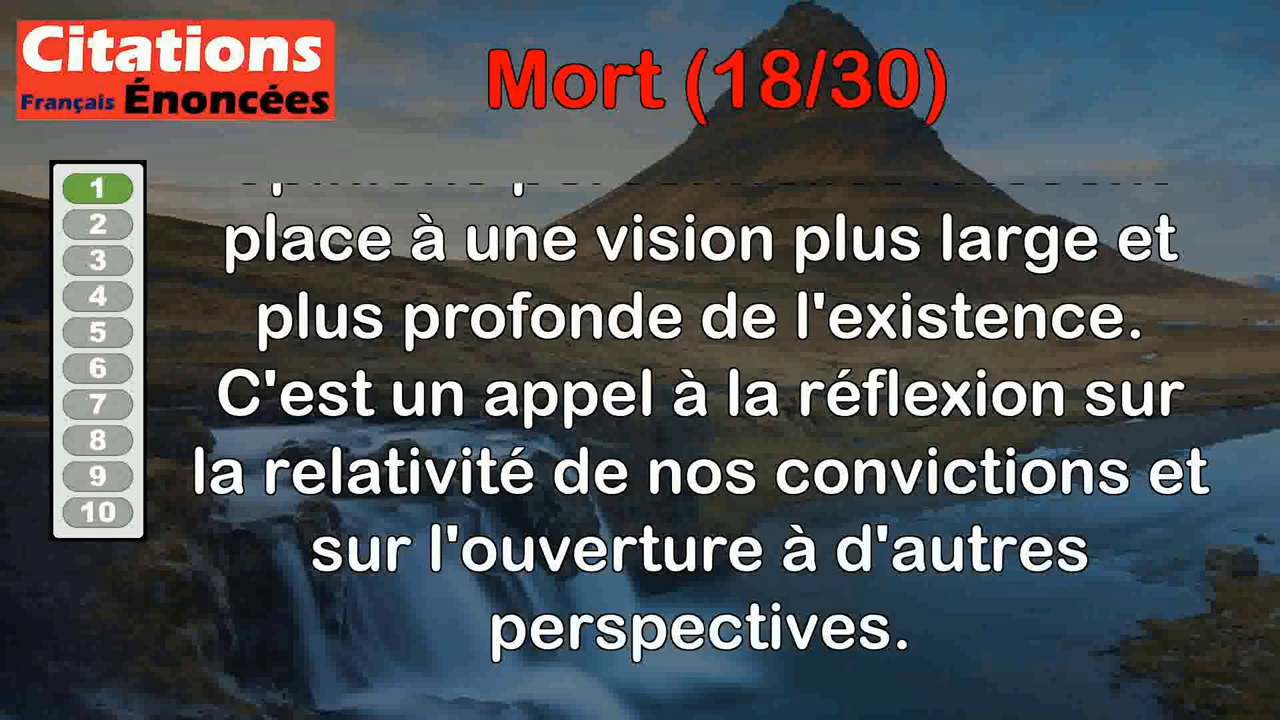 Citations
Français Énoncées
Mort (18/30)
1
2
3
4
5
6
7
8
9
10
place à une vision plus large et
plus profonde de l'existence.
C'est un appel à la réflexion sur
la relativité de nos convictions et
sur l'ouverture à d'autres
perspectives.